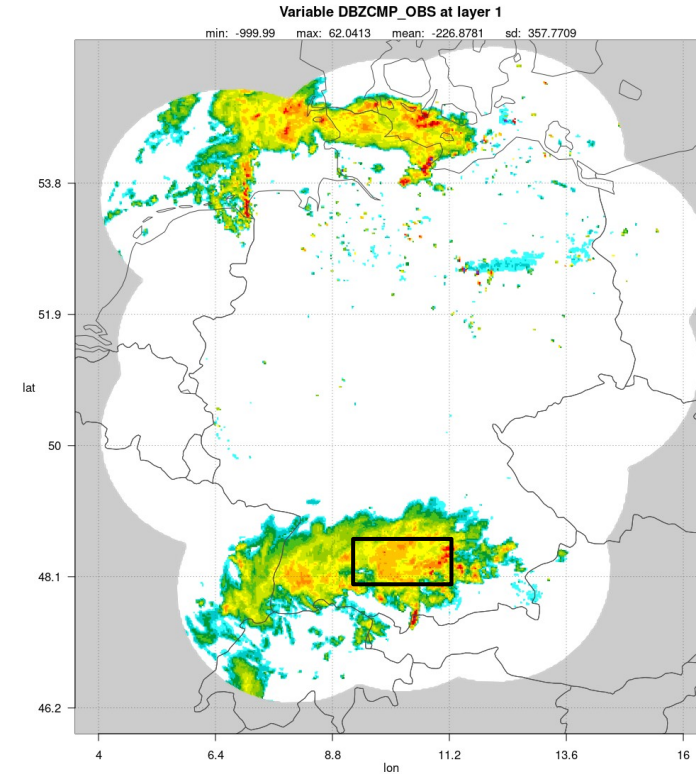 Variable DBZCMP_OBS at layer 1
min: -999.99 max: 62.0413 mean: -226.8781 sd: 357.7709
53.8
51.9
lat
50
48.1
46.2
4 6.4 8.8 11.2 13.6 16
lon